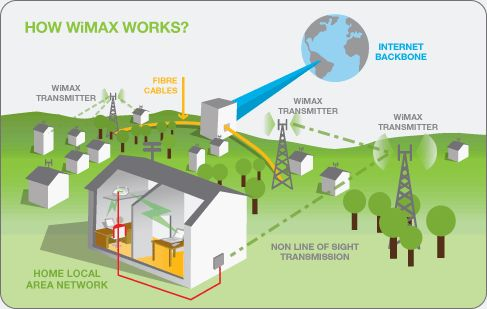 HOW WiMAX WORKS?
INTERNET
BACKBONE
FIBRE
CABLES
WiMAX
TRANSMITTER
WiMAX
TRANSMITTER
WiMAX
TRANSMITTER
NON LINE OF SIGHT
TRANSMISSION
HOME LOCAL
AREA NETWORK